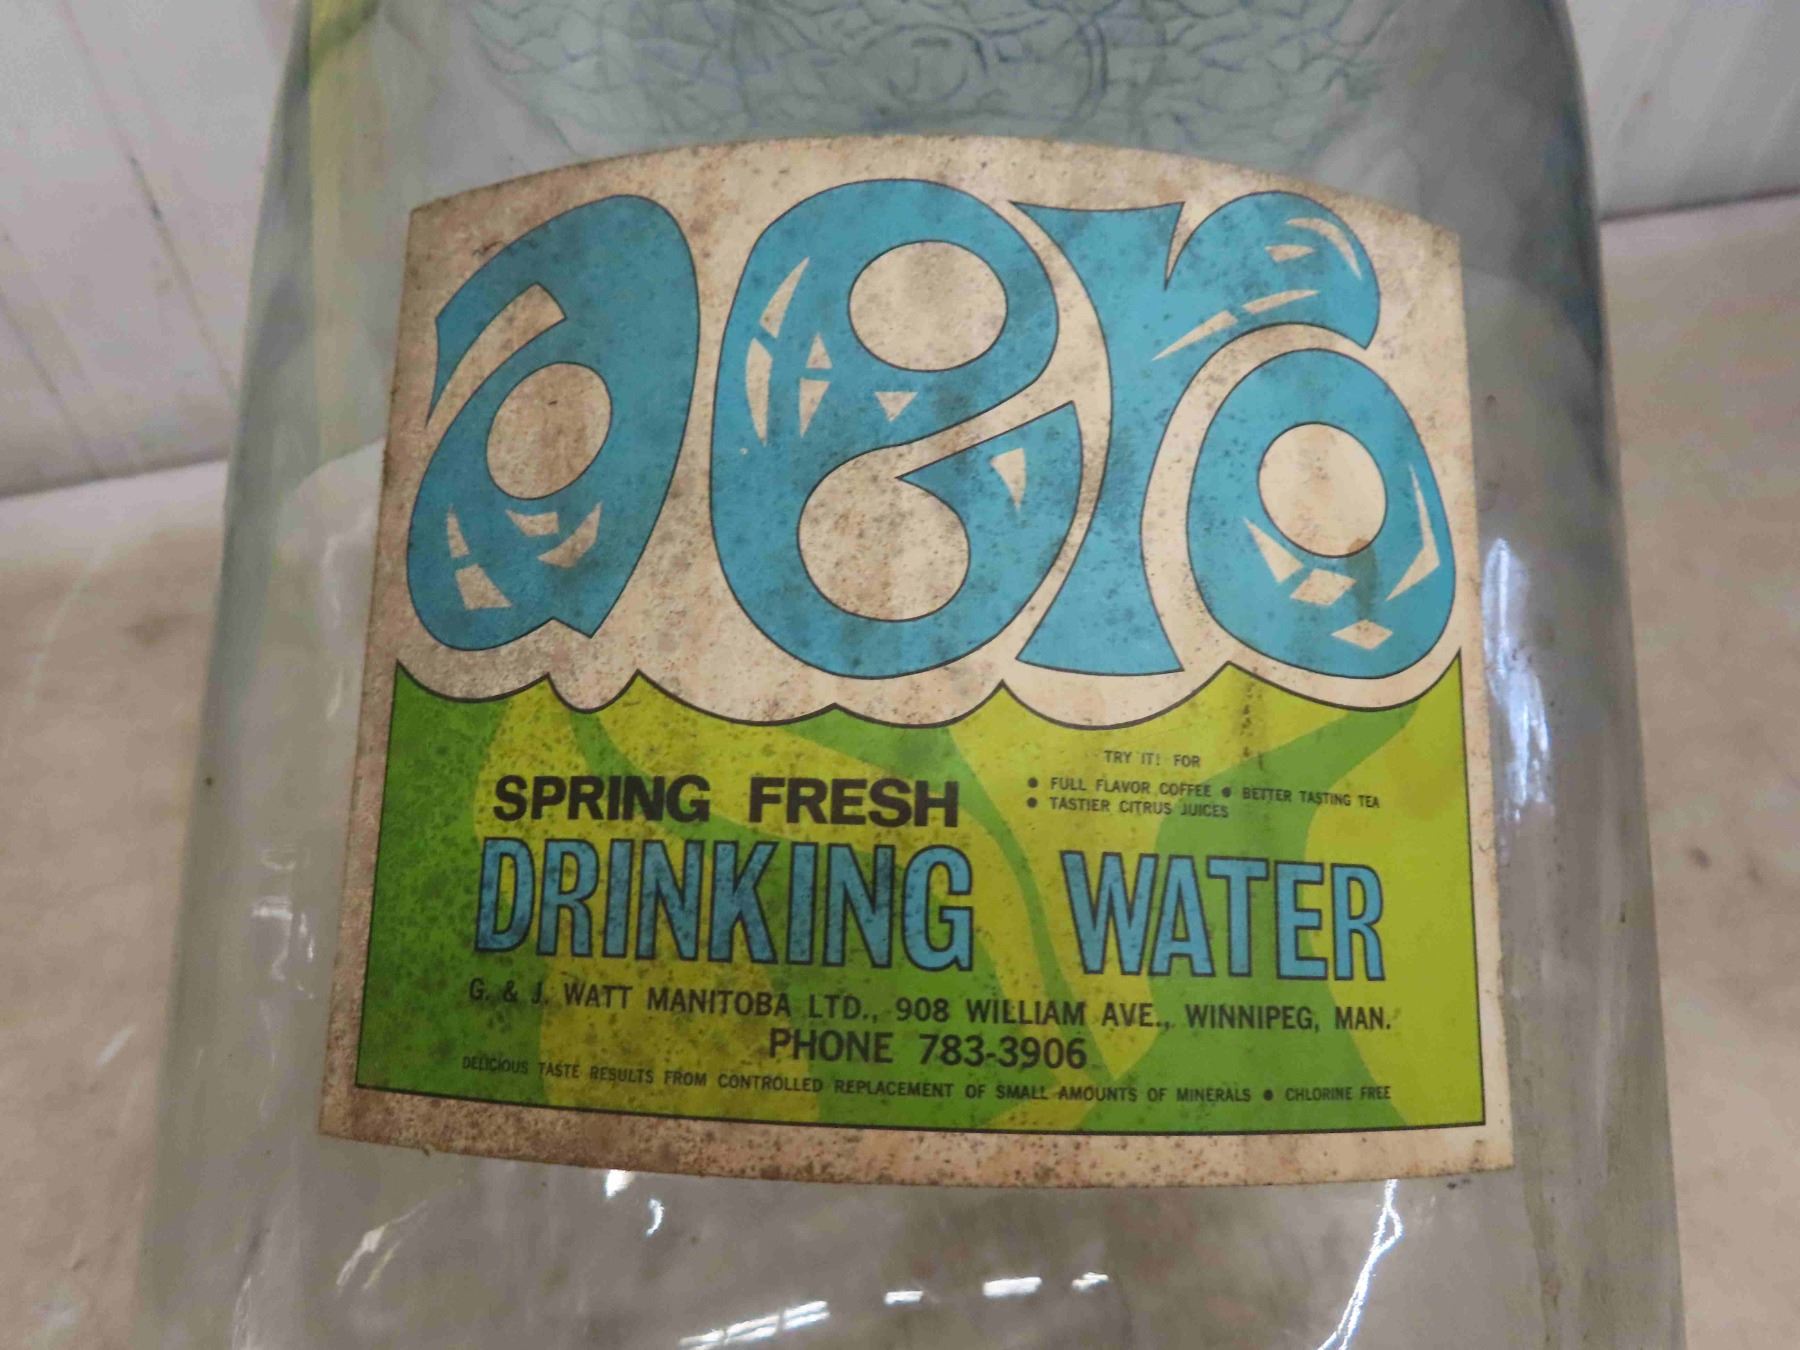 aero
SPRING FRESH
TRY IT! FOR
• FULL FLAVOR COFFEE • BETTER TASTING TEA
• TASTIER CITRUS JUICES
DRINKING WATER
G. & J. WATT MANITOBA LTD., 908 WILLIAM AVE., WINNIPEG, MAN.
PHONE 783-3906
DELICIOUS TASTE RESULTS FROM CONTROLLED REPLACEMENT OF SMALL AMOUNTS OF MINERALS • CHLORINE FREE